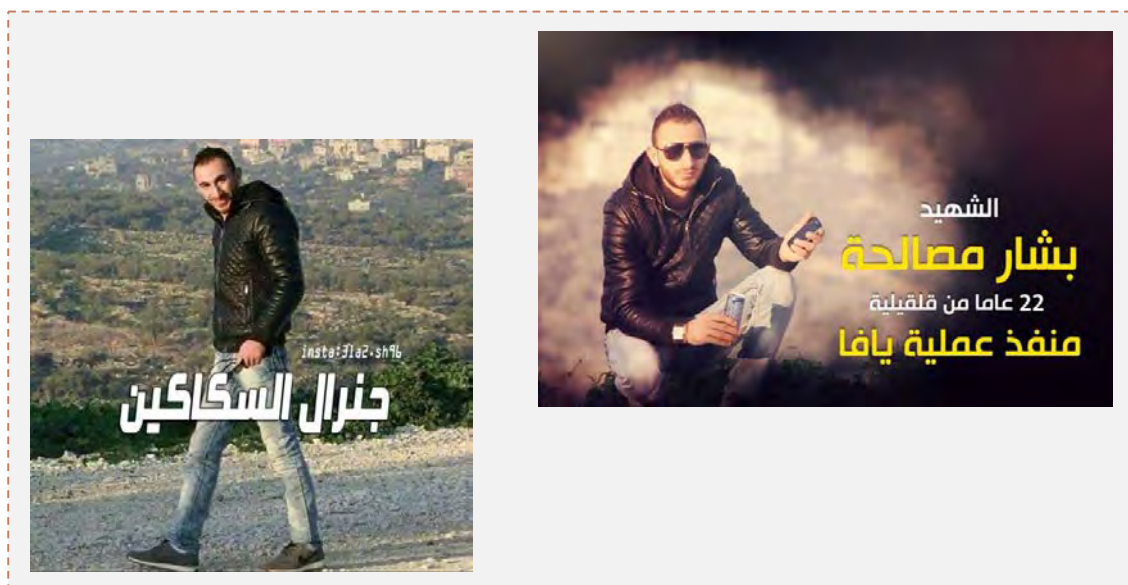 insta:3la2.sh96
جنرال السكاكين
الشهيد
بشار مصالحة
22 عاما من قلقيلية
منفذ عملية يافا